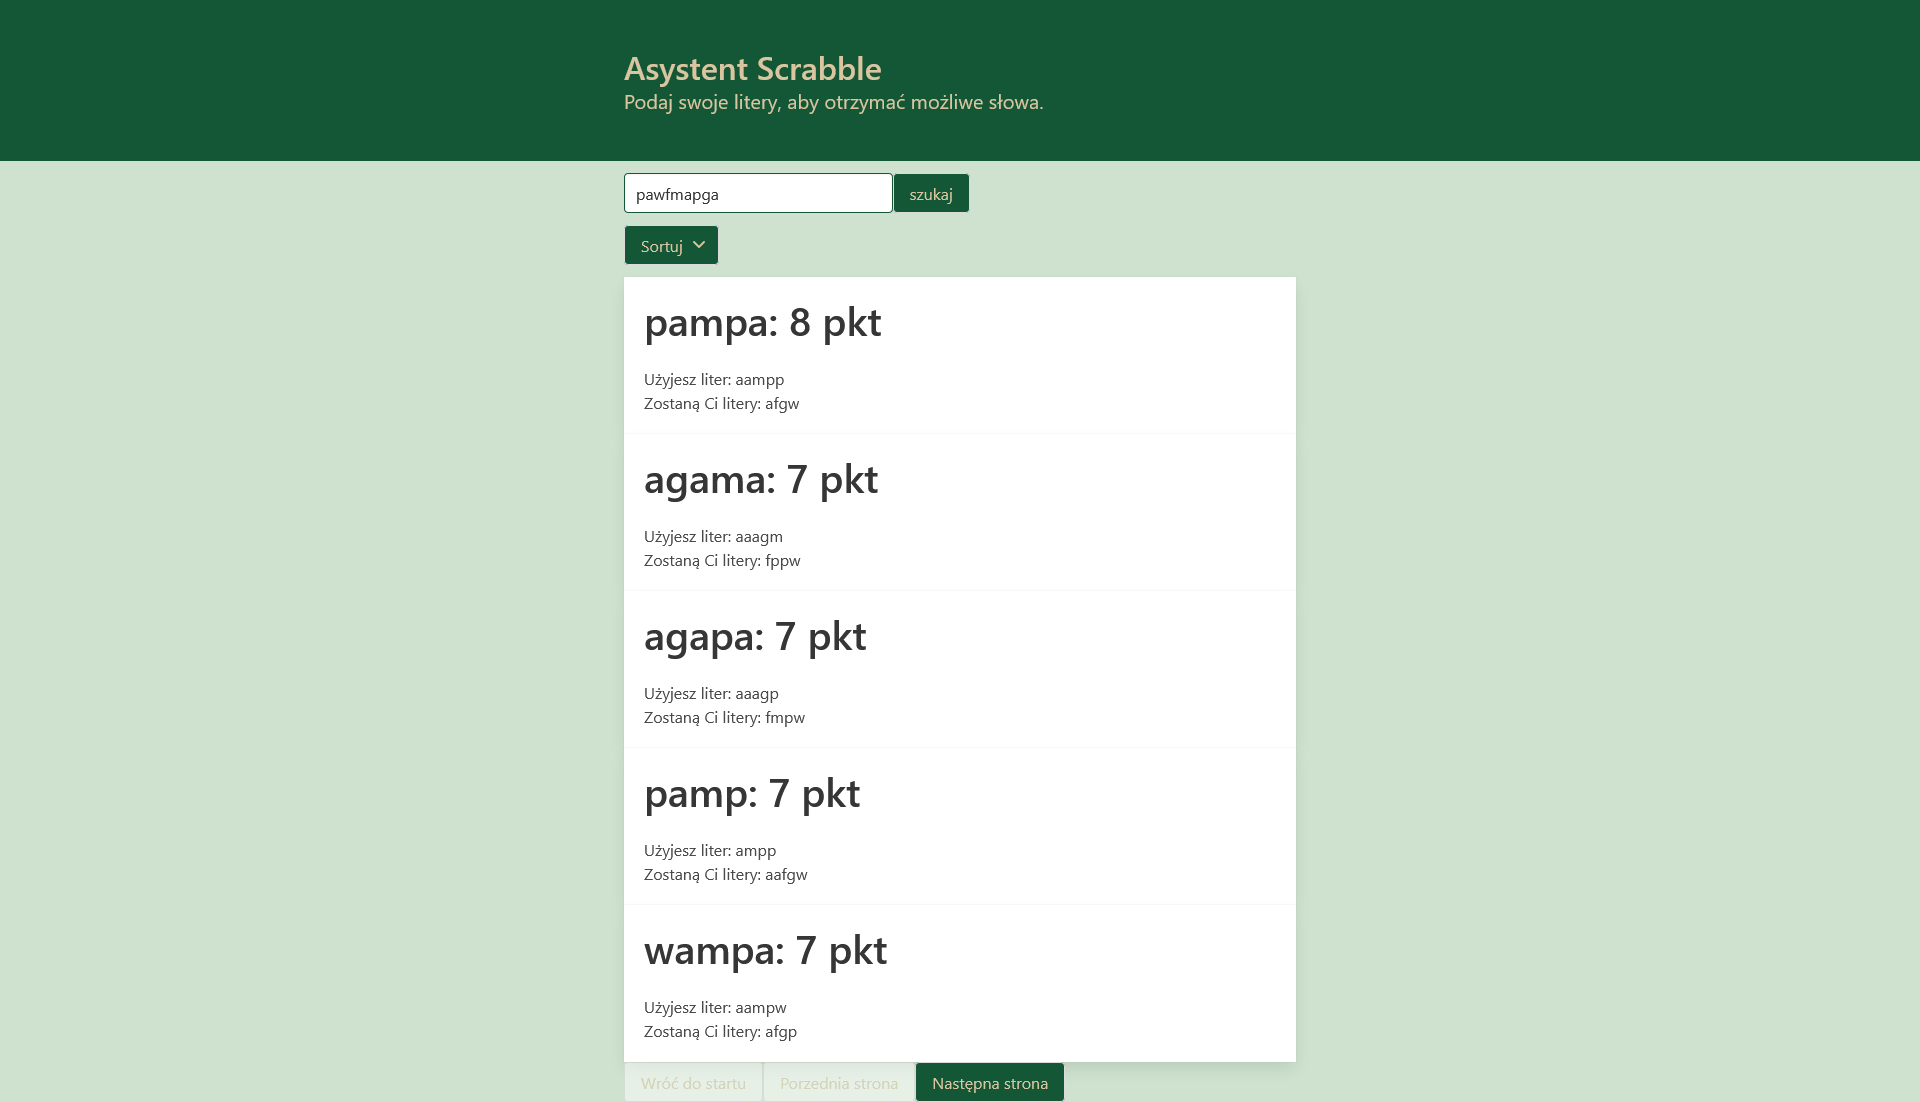 Asystent Scrabble
Podaj swoje litery, aby otrzymać możliwe słowa.
pawfmapga
szukaj
Sortuj
pampa: 8 pkt
Użyjesz liter: aampp
Zostaną Ci litery: afgw
agama: 7 pkt
Użyjesz liter: aaagm
Zostaną Ci litery: fppw
agapa: 7 pkt
Użyjesz liter: aaagp
Zostaną Ci litery: fmpw
pamp: 7 pkt
Użyjesz liter: ampp
Zostaną Ci litery: aafgw
wampa: 7 pkt
Użyjesz liter: aampw
Zostaną Ci litery: afgp
Wróć do startu Porzednia strona Następna strona